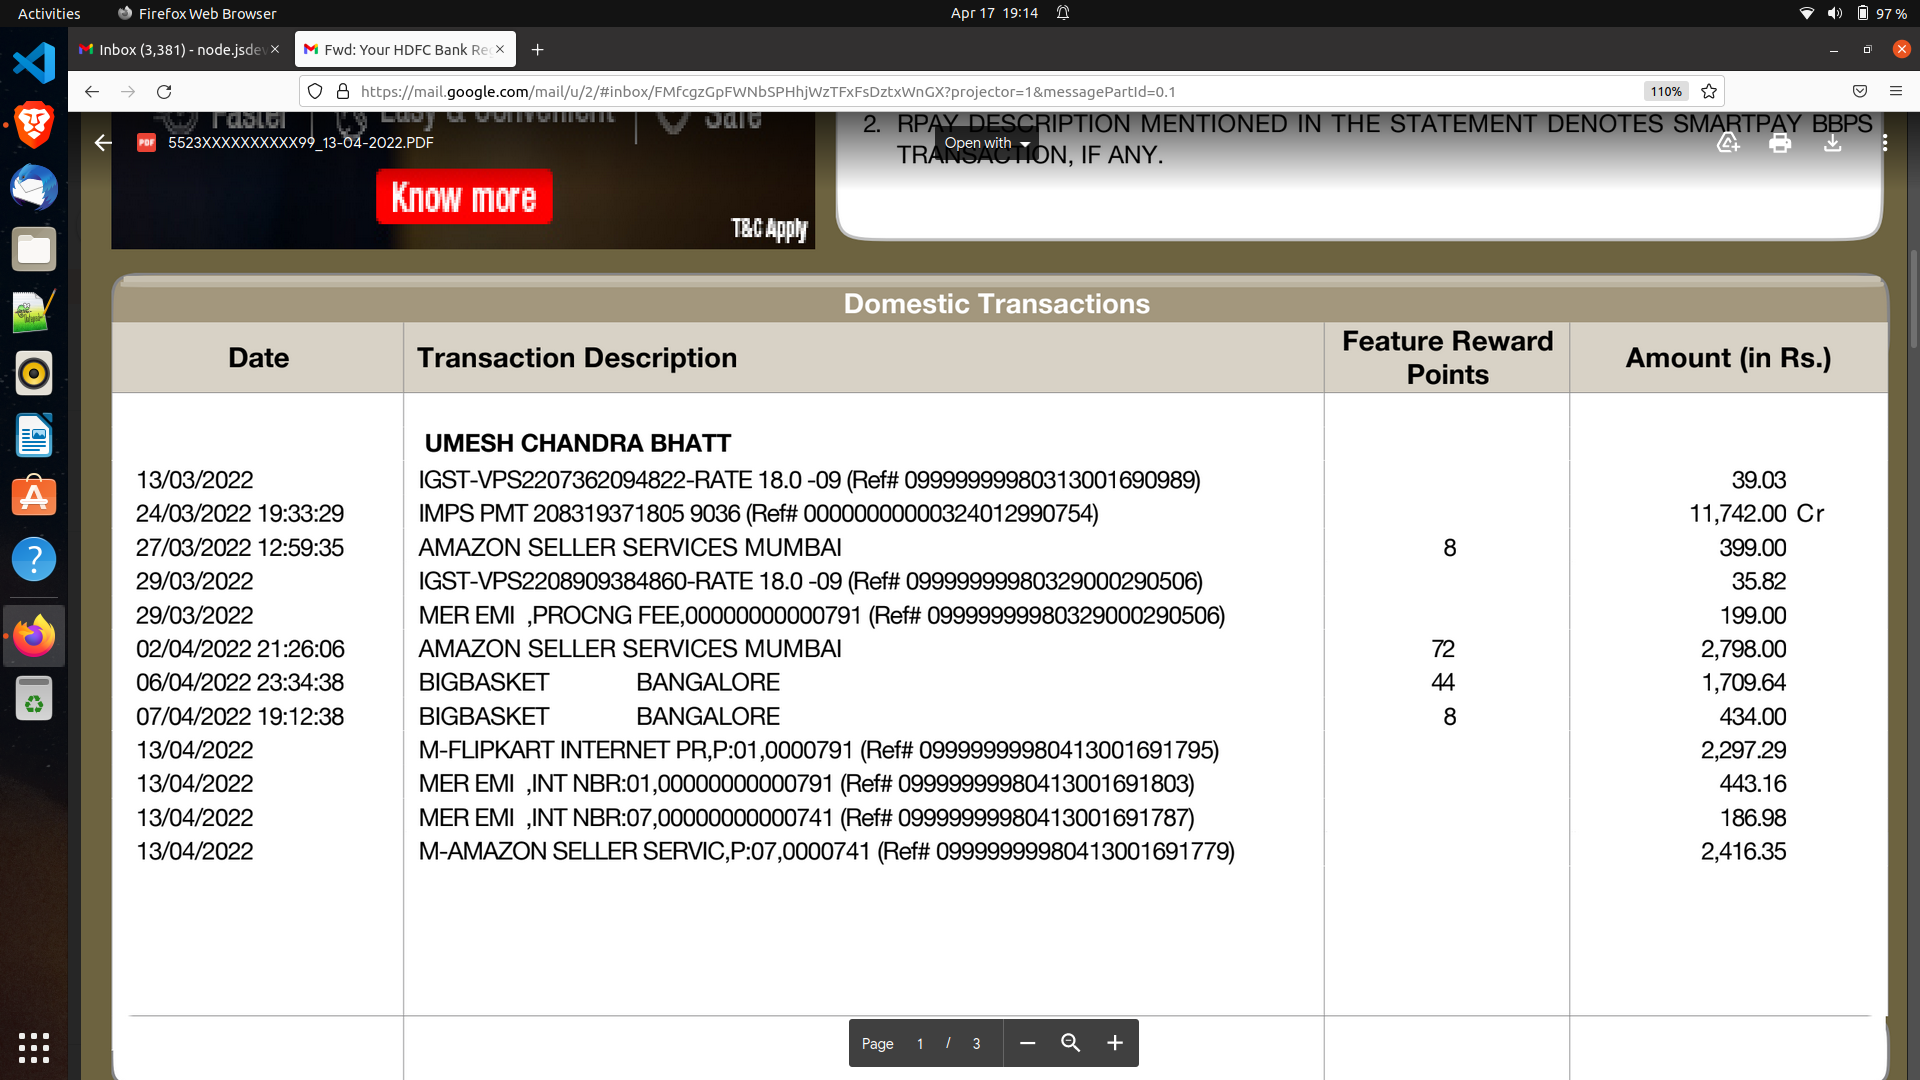 Activities Firefox Web Browser Apr 17 19:14 97 %
Inbox (3,381) - node.jsdev Fwd: Your HDFC Bank Re
https://mail.google.com/mail/u/2/#inbox/FMfcgzGpFWNbSPHhjWzTFxFsDztxWnGX?projector=1&messagePartId=0.1 110%
Faster Easy & Convenient Safe
5523XXXXXXXXXX99_13-04-2022.PDF
Know more
T&C Apply
Open with
2. RPAY DESCRIPTION MENTIONED IN THE STATEMENT DENOTES SMARTPAY BBPS
TRANSACTION, IF ANY.
Domestic Transactions
Date Transaction Description Feature Reward Points Amount (in Rs.)
UMESH CHANDRA BHATT
13/03/2022 IGST-VPS2207362094822-RATE 18.0 -09 (Ref# 09999999980313001690989) 39.03
24/03/2022 19:33:29 IMPS PMT 208319371805 9036 (Ref# 00000000000324012990754) 11,742.00 Cr
27/03/2022 12:59:35 AMAZON SELLER SERVICES MUMBAI 8 399.00
29/03/2022 IGST-VPS2208909384860-RATE 18.0 -09 (Ref# 09999999980329000290506) 35.82
29/03/2022 MER EMI ,PROCNG FEE,00000000000791 (Ref# 09999999980329000290506) 199.00
02/04/2022 21:26:06 AMAZON SELLER SERVICES MUMBAI 72 2,798.00
06/04/2022 23:34:38 BIGBASKET BANGALORE 44 1,709.64
07/04/2022 19:12:38 BIGBASKET BANGALORE 8 434.00
13/04/2022 M-FLIPKART INTERNET PR,P:01,0000791 (Ref# 09999999980413001691795) 2,297.29
13/04/2022 MER EMI ,INT NBR:01,00000000000791 (Ref# 09999999980413001691803) 443.16
13/04/2022 MER EMI ,INT NBR:07,00000000000741 (Ref# 09999999980413001691787) 186.98
13/04/2022 M-AMAZON SELLER SERVIC,P:07,0000741 (Ref# 09999999980413001691779) 2,416.35
Page 1 / 3